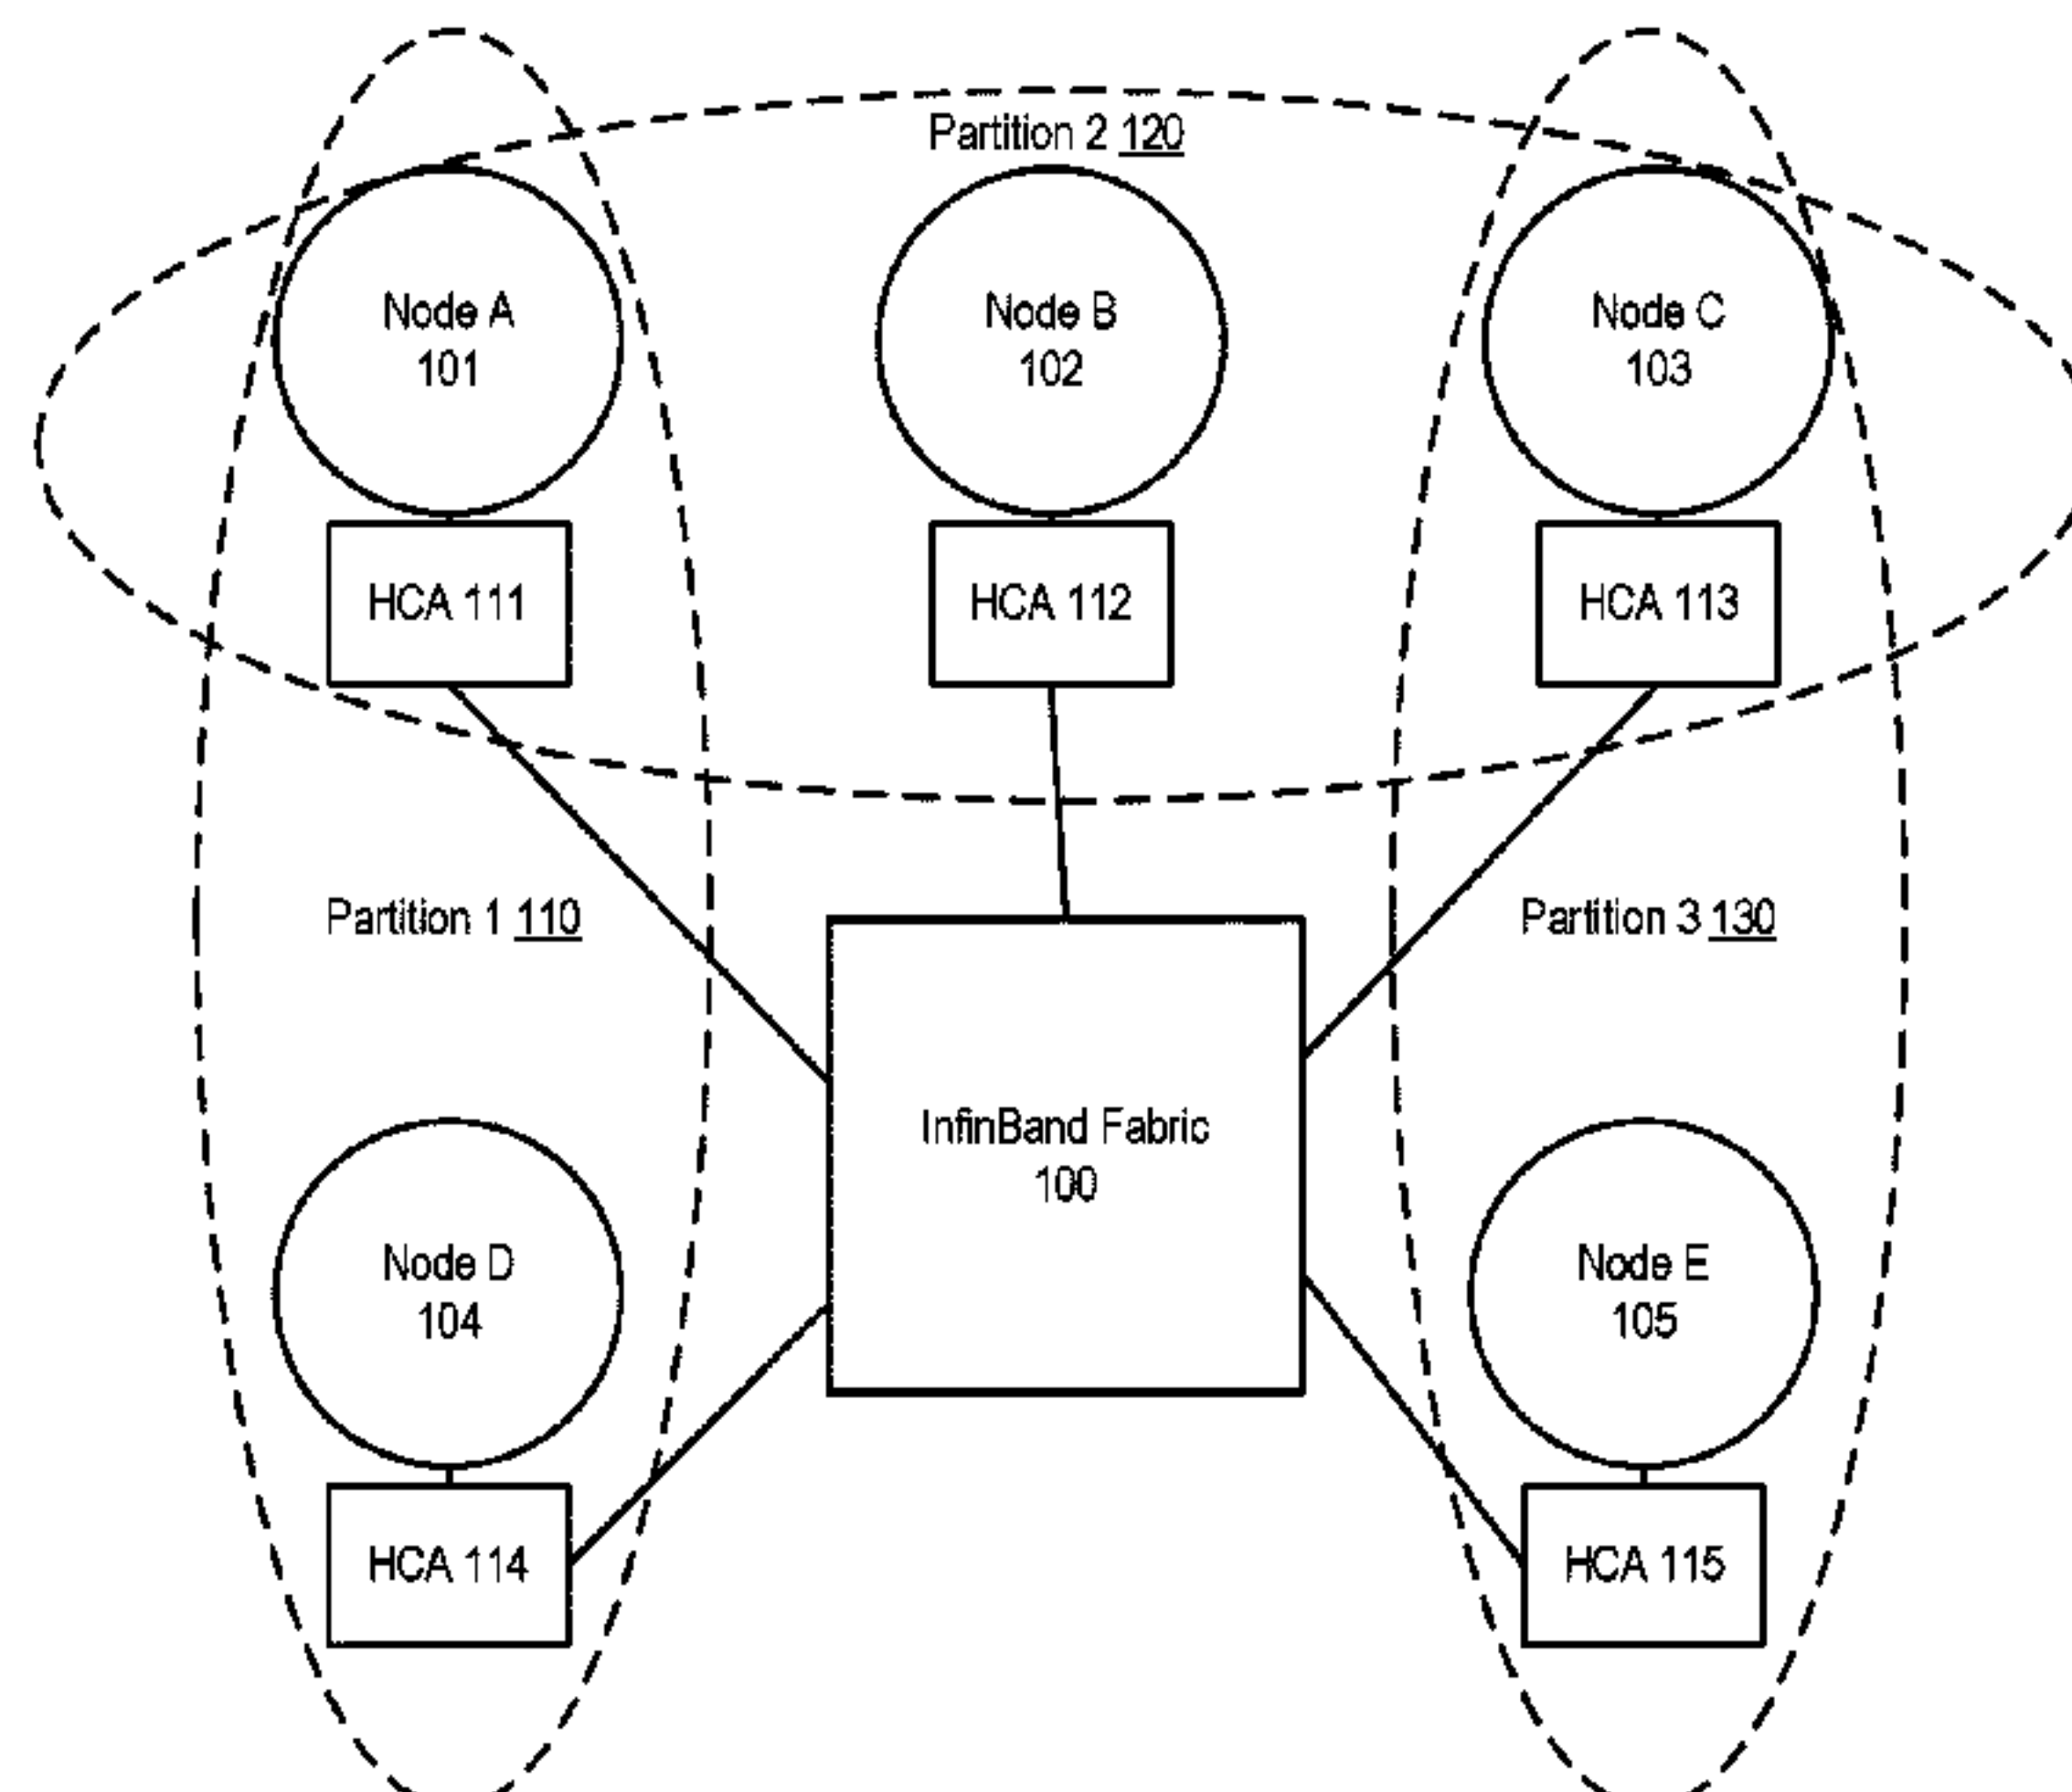 Partition 2 120
Node A
101
Node B
102
Node C
103
HCA 111
HCA 112
HCA 113
Partition 1 110
Partition 3 130
InfinBand Fabric
100
Node D
104
Node E
105
HCA 114
HCA 115